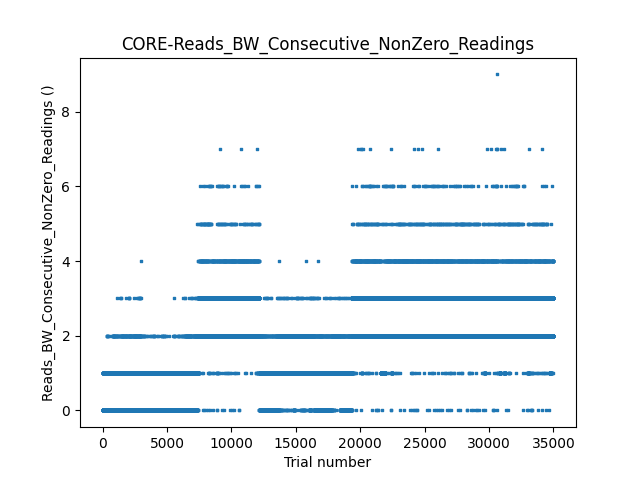 CORE-Reads_BW_Consecutive_NonZero_Readings
Reads_BW_Consecutive_NonZero_Readings ()
8
6
4
2
0
0 5000 10000 15000 20000 25000 30000 35000
Trial number